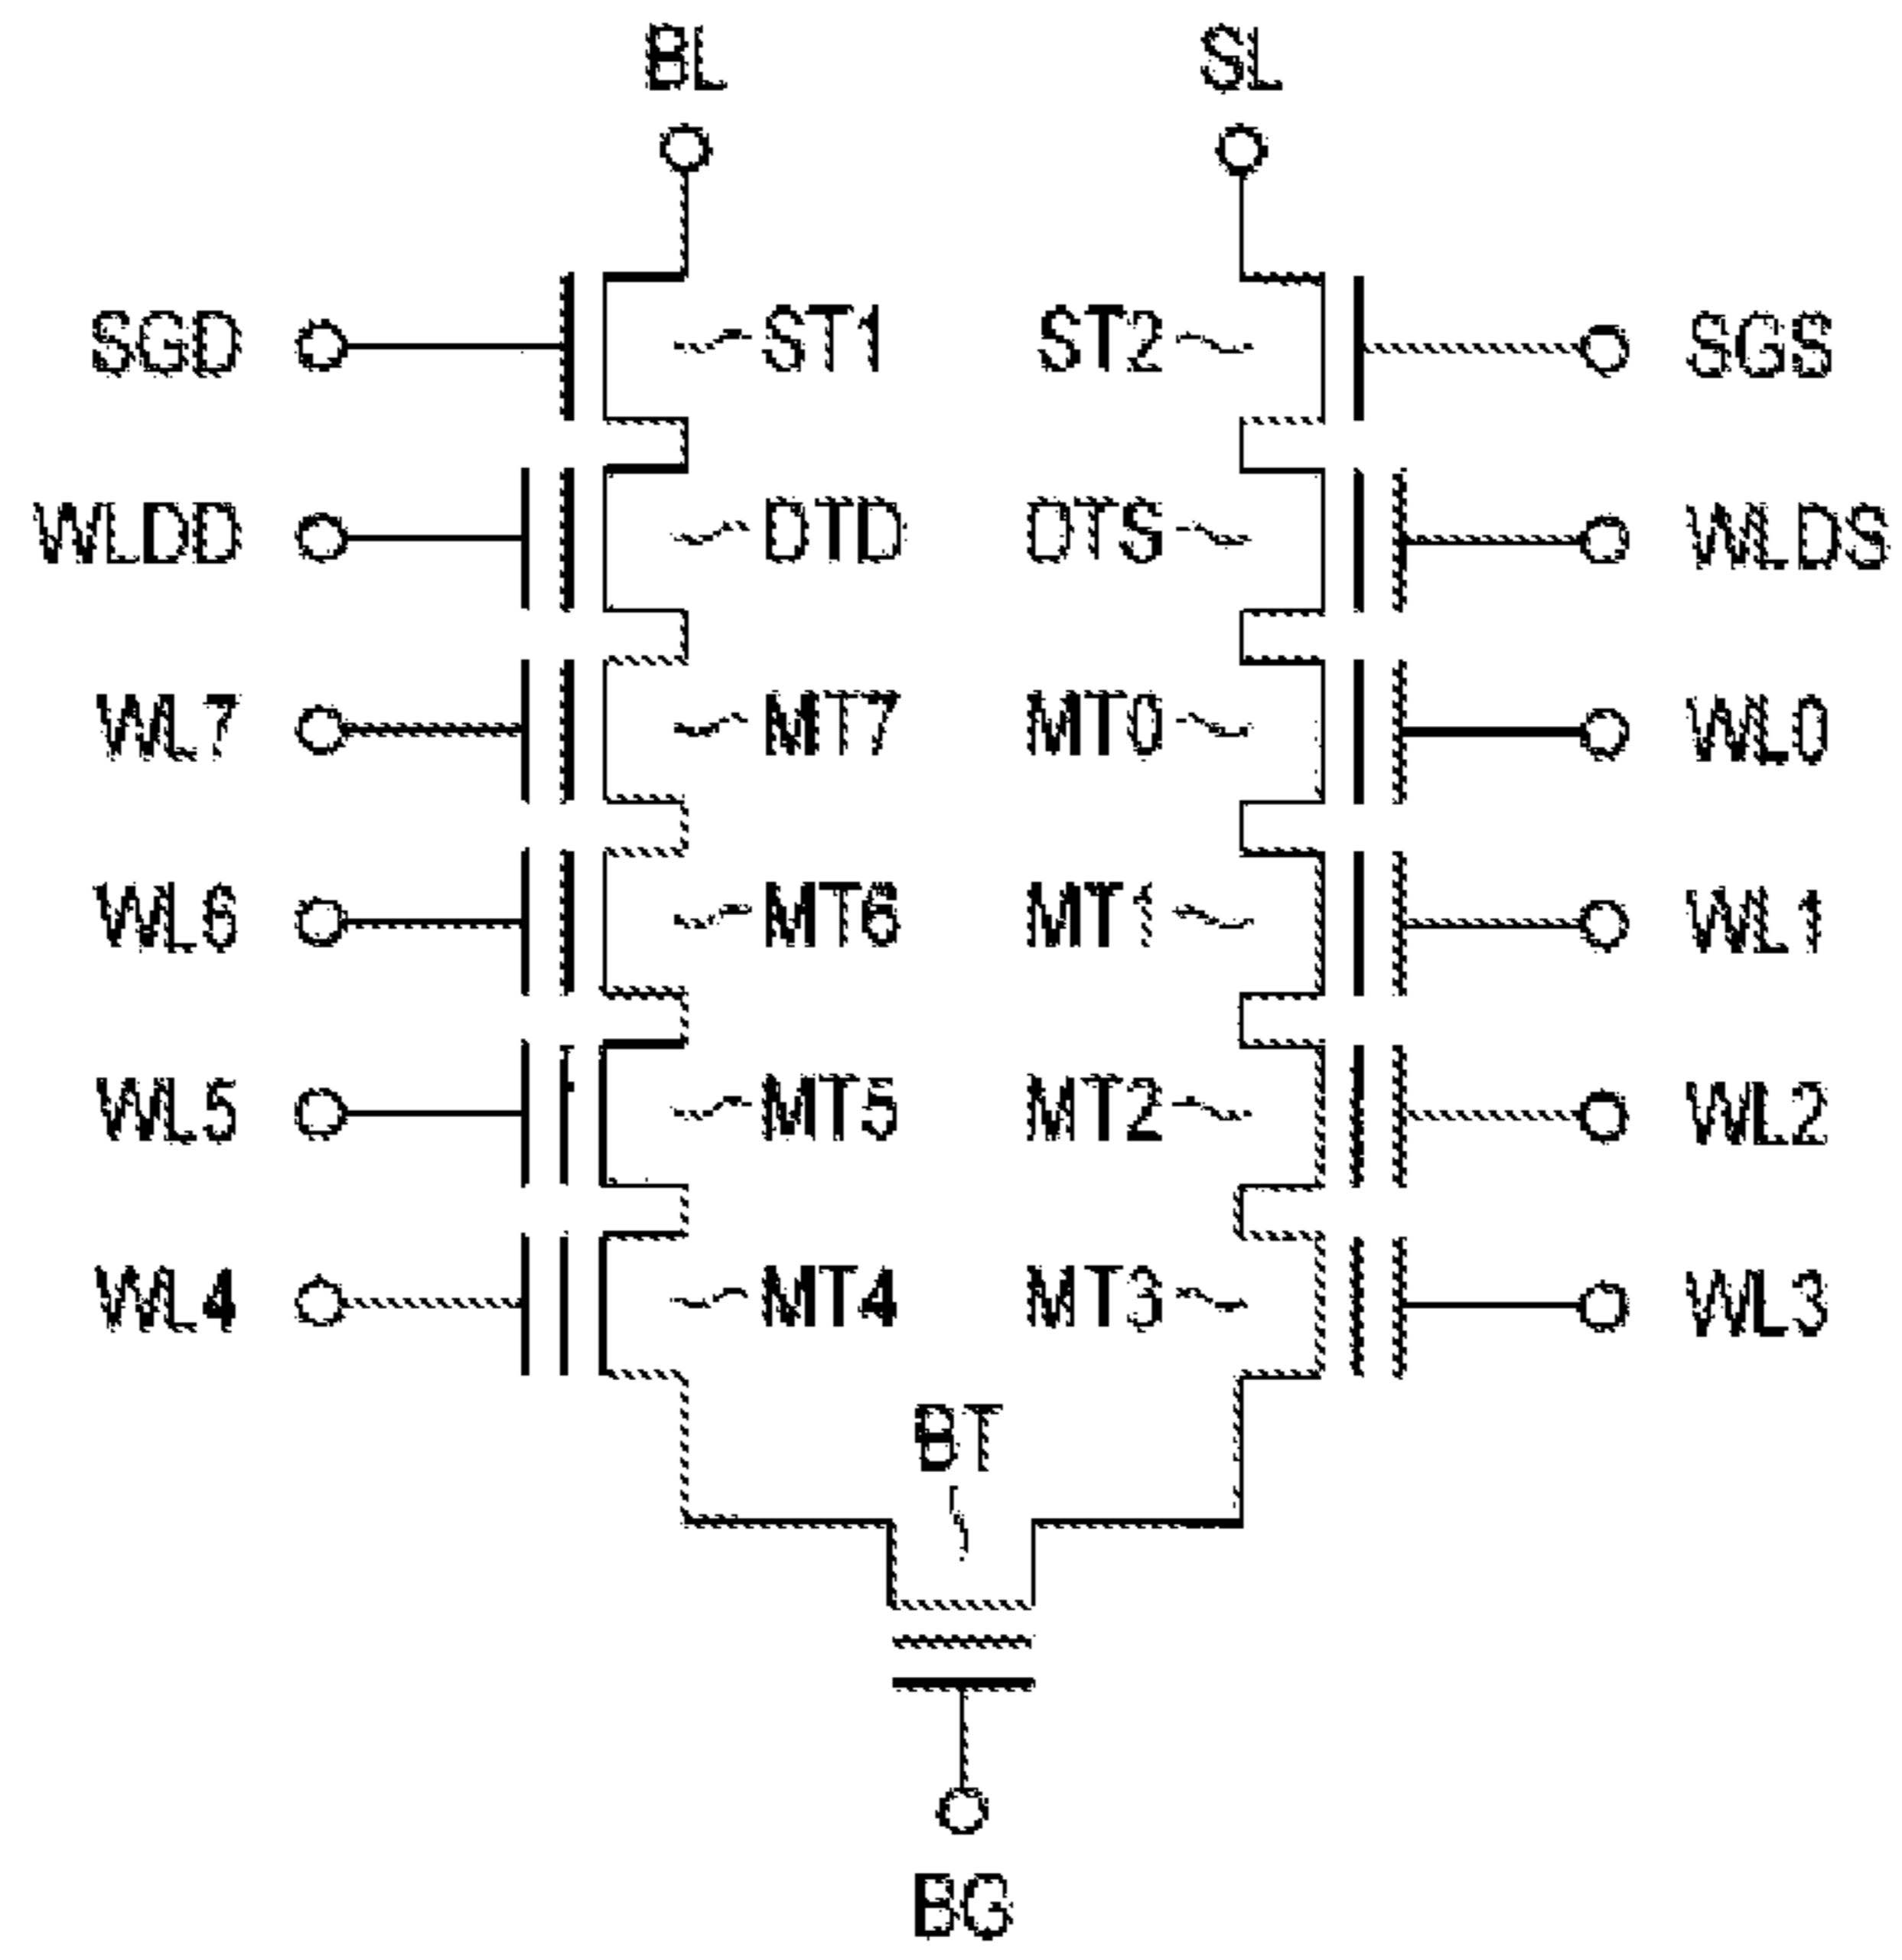 BL SL
SGD ST1 ST2 SGS
WLDD DTD DTS WLDS
WL7 MT7 MT0 WL0
WL6 MT6 MT1 WL1
WL5 MT5 MT2 WL2
WL4 MT4 MT3 WL3
BT
BG